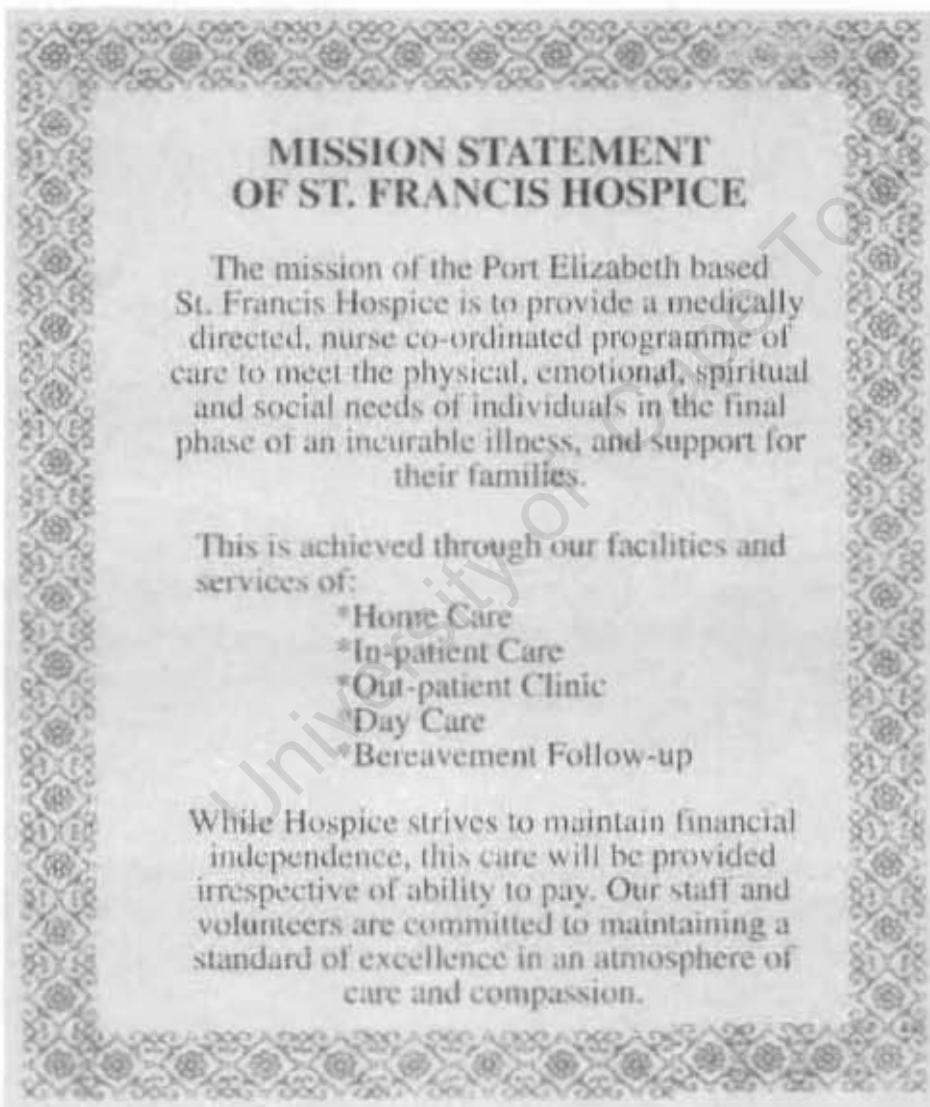 MISSION STATEMENT
OF ST. FRANCIS HOSPICE
The mission of the Port Elizabeth based
St. Francis Hospice is to provide a medically
directed, nurse co-ordinated programme of
care to meet the physical, emotional, spiritual
and social needs of individuals in the final
phase of an incurable illness, and support for
their families.
This is achieved through our facilities and
services of:
*Home Care
*In-patient Care
*Out-patient Clinic
*Day Care
*Bereavement Follow-up
While Hospice strives to maintain financial
independence, this care will be provided
irrespective of ability to pay. Our staff and
volunteers are committed to maintaining a
standard of excellence in an atmosphere of
care and compassion.
University of Cape To